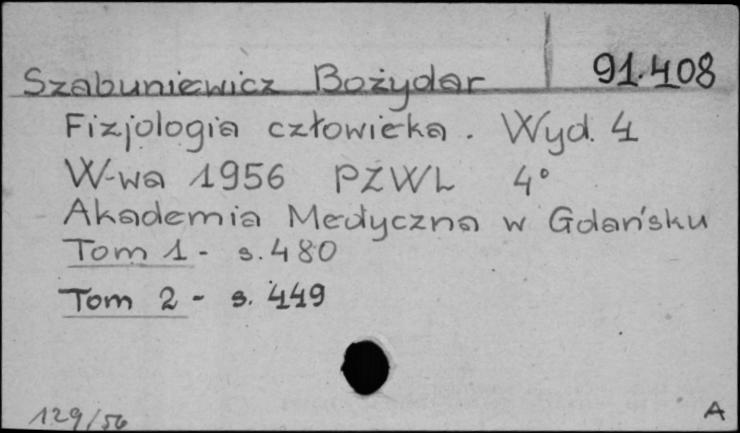 91.408
Szabuniewicz Bożydar
Fizjologia człowieka. Wyd. 4
W-wa 1956 PZWL 4°
Akademia Medyczna w Gdańsku
Tom 1 - s. 480
Tom 2 - s. 449
129/56
A